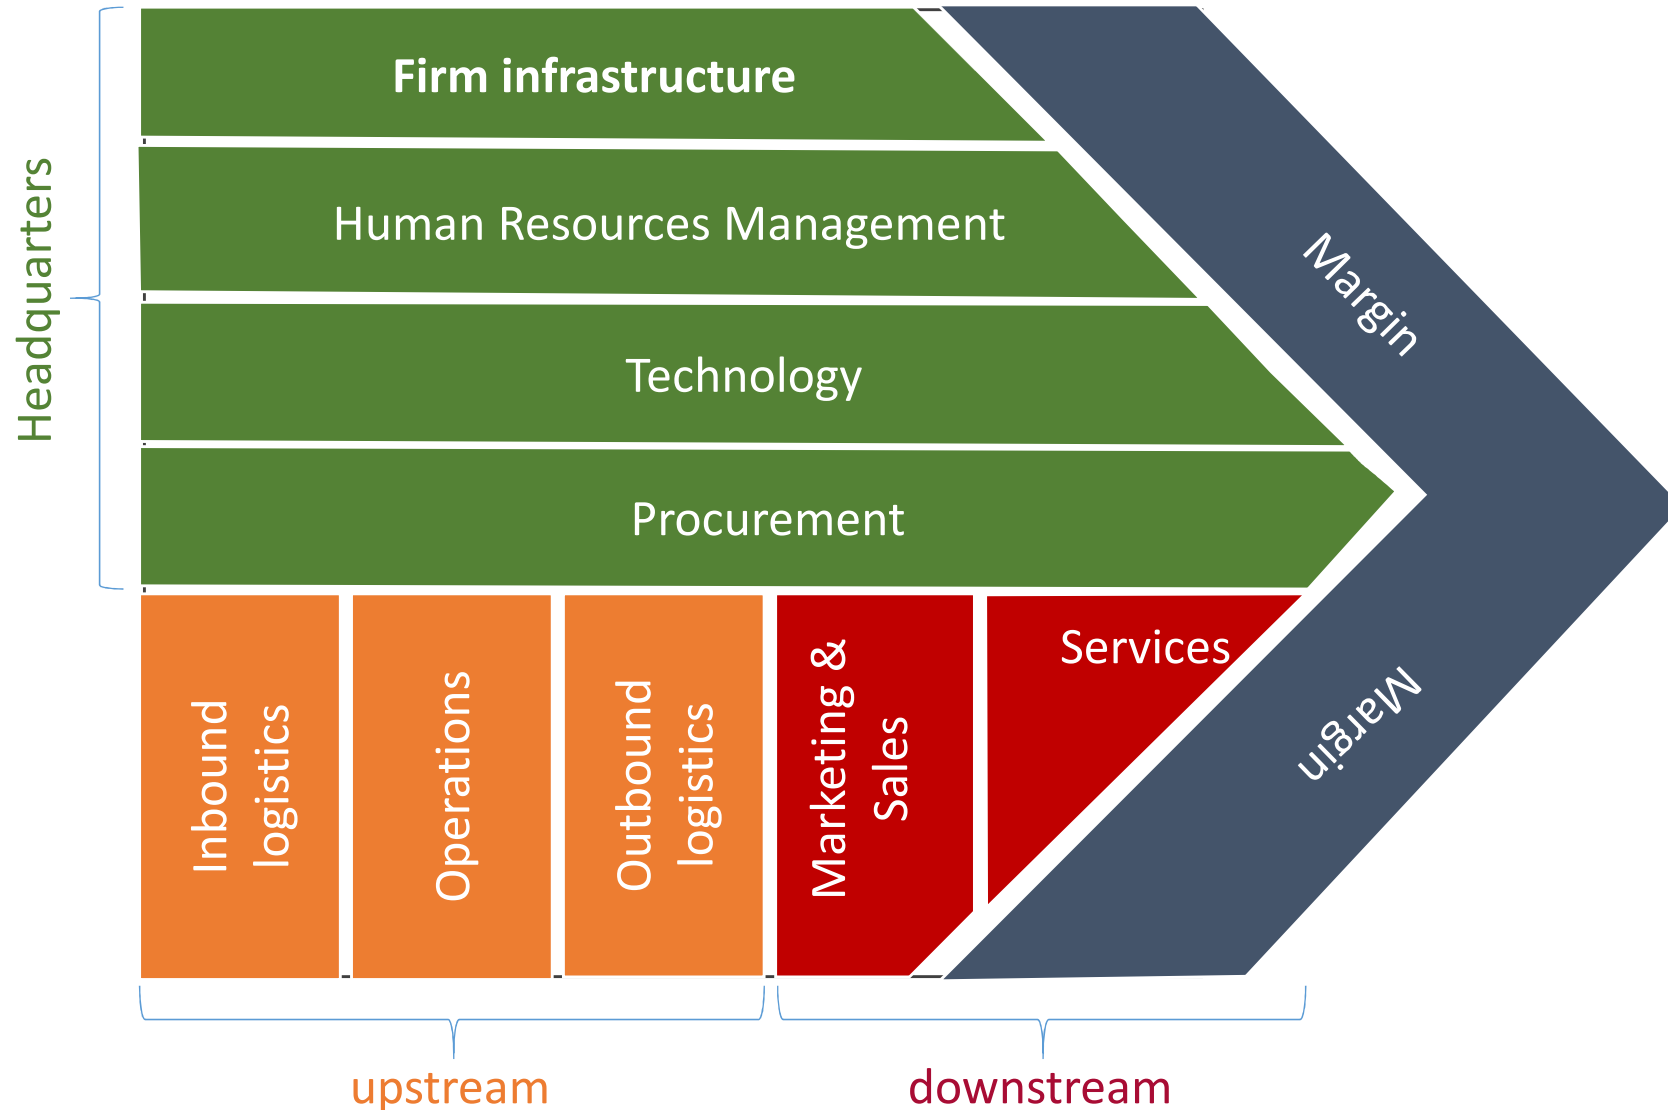 Headquarters
Firm infrastructure
Human Resources Management
Technology
Procurement
Margin
Inbound
logistics
Operations
Outbound
logistics
Marketing &
Sales
Services
Margin
upstream
downstream